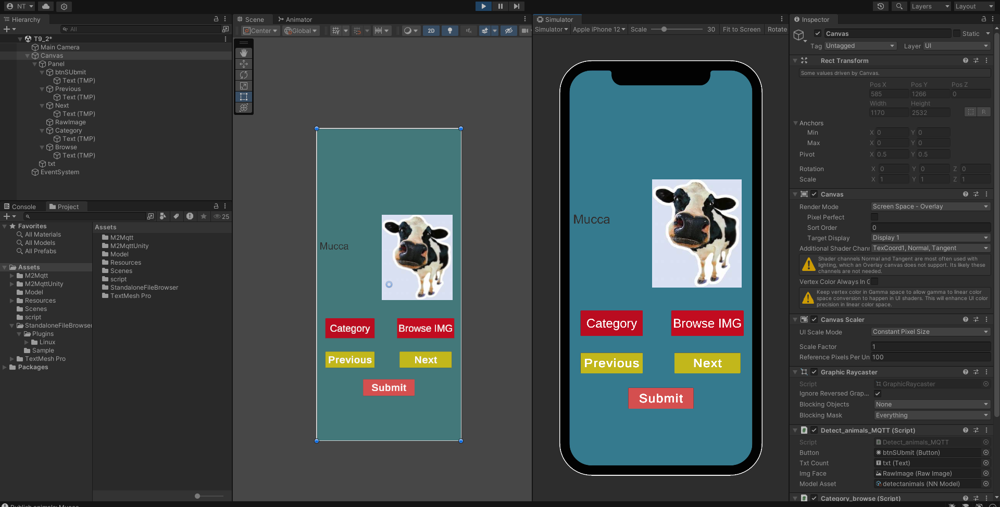 NT
Layers
Layout
Hierarchy
All
T9_2*
Main Camera
Canvas
Panel
btnSUbmit
Text (TMP)
Previous
Text (TMP)
Next
Text (TMP)
RawImage
Category
Text (TMP)
Browse
Text (TMP)
txt
EventSystem
Console
Project
25
Favorites
All Materials
All Models
All Prefabs
Assets
M2Mqtt
M2MqttUnity
Model
Resources
Scenes
script
StandaloneFileBrowser
Plugins
Linux
Sample
TextMesh Pro
Packages
Assets
M2Mqtt
M2MqttUnity
Model
Resources
Scenes
script
StandaloneFileBrowser
TextMesh Pro
Publish animals: Mucca
Scene
Animator
Center
Global
2D
Mucca
Category
Browse IMG
Previous
Next
Submit
Simulator
Simulator
Apple iPhone 12
Scale
30
Fit to Screen
Rotate
Mucca
Category
Browse IMG
Previous
Next
Submit
Inspector
Canvas
Static
Tag Untagged
Layer UI
Rect Transform
Some values driven by Canvas.
Pos X Pos Y Pos Z
585 1266 0
Width Height
1170 2532
R
Anchors
Min X 0 Y 0
Max X 0 Y 0
Pivot X 0.5 Y 0.5
Rotation X 0 Y 0 Z 0
Scale X 1 Y 1 Z 1
Canvas
Render Mode Screen Space - Overlay
Pixel Perfect
Sort Order 0
Target Display Display 1
Additional Shader Chanr TexCoord1, Normal, Tangent
Shader channels Normal and Tangent are most often used with
lighting, which an Overlay canvas does not support. Its likely these
channels are not needed.
Vertex Color Always In G
Keep vertex color in Gamma space to allow gamma to linear color
space conversion to happen in UI shaders. This will enhance UI color
precision in linear color space.
Canvas Scaler
UI Scale Mode Constant Pixel Size
Scale Factor 1
Reference Pixels Per Un 100
Graphic Raycaster
Script GraphicRaycaster
Ignore Reversed Grap...
Blocking Objects None
Blocking Mask Everything
Detect_animals_MQTT (Script)
Script Detect_animals_MQTT
Button btnSUbmit (Button)
Txt Count txt (Text)
Img Face RawImage (Raw Image)
Model Asset detectanimals (NN Model)
Category_browse (Script)